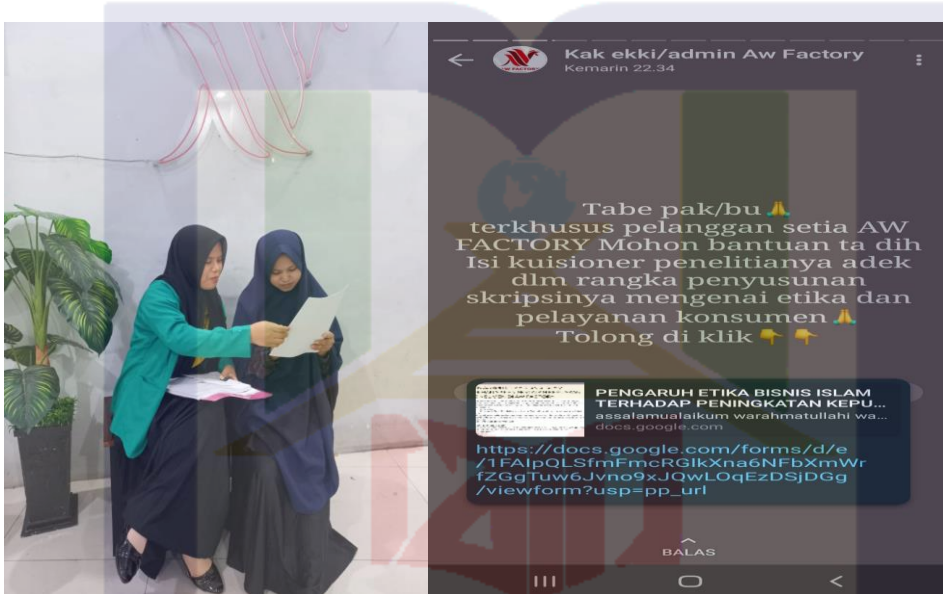 Kak ekki/admin Aw Factory
Kemarin 22.34
Tabe pak/bu 🙏
terkhusus pelanggan setia AW
FACTORY Mohon bantuan ta dih
Isi kuisioner penelitianya adek
dlm rangka penyusunan
skripsinya mengenai etika dan
pelayanan konsumen 🙏
Tolong di klik 👇 👇
PENGARUH ETIKA BISNIS ISLAM
TERHADAP PENINGKATAN KEPU...
assalamualaikum warahmatullahi wa...
docs.google.com
https://docs.google.com/forms/d/e
/1FAIpQLSfmFmcRGIkXna6NFbXmWr
fZGgTuw6Jvno9xJQwLOqEzDSjDGg
/viewform?usp=pp_url
BALAS